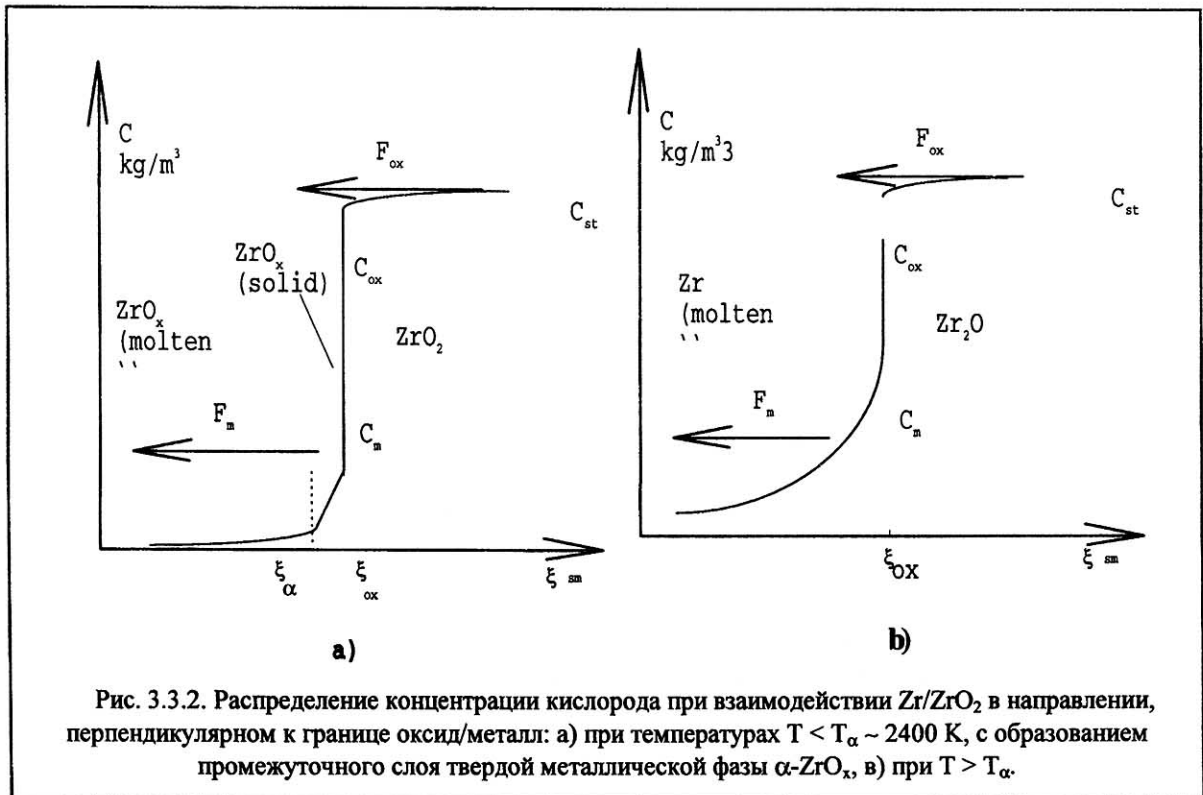 C
kg/m³
F_ox
C_st
ZrO_x
(solid)
C_ox
ZrO_x
(molten
``
ZrO₂
F_m
C_m
ξ_α
ξ_ox
ξ_sm
a)
C
kg/m³3
F_ox
C_st
C_ox
Zr
(molten
``
Zr₂O
F_m
C_m
ξ_OX
ξ_sm
b)
Рис. 3.3.2. Распределение концентрации кислорода при взаимодействии Zr/ZrO₂ в направлении,
перпендикулярном к границе оксид/металл: а) при температурах T < T_α ~ 2400 K, с образованием
промежуточного слоя твердой металлической фазы α-ZrO_x, в) при T > T_α.